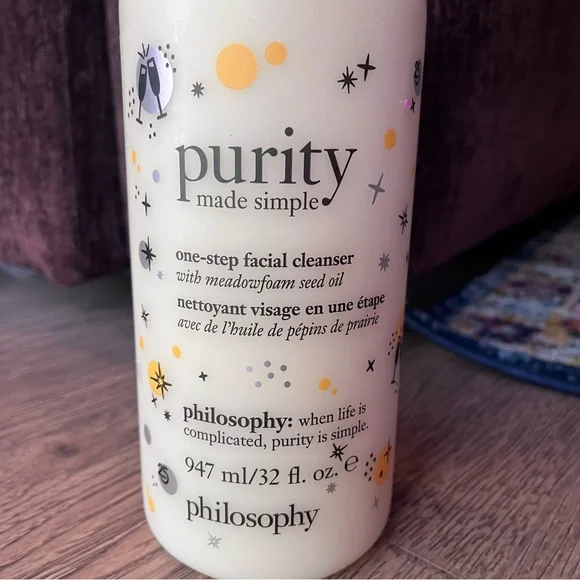 purity
made simple
one-step facial cleanser
with meadowfoam seed oil
nettoyant visage en une étape
avec de l'huile de pépins de prairie
philosophy: when life is
complicated, purity is simple.
947 ml/32 fl. oz. ℮
25
philosophy